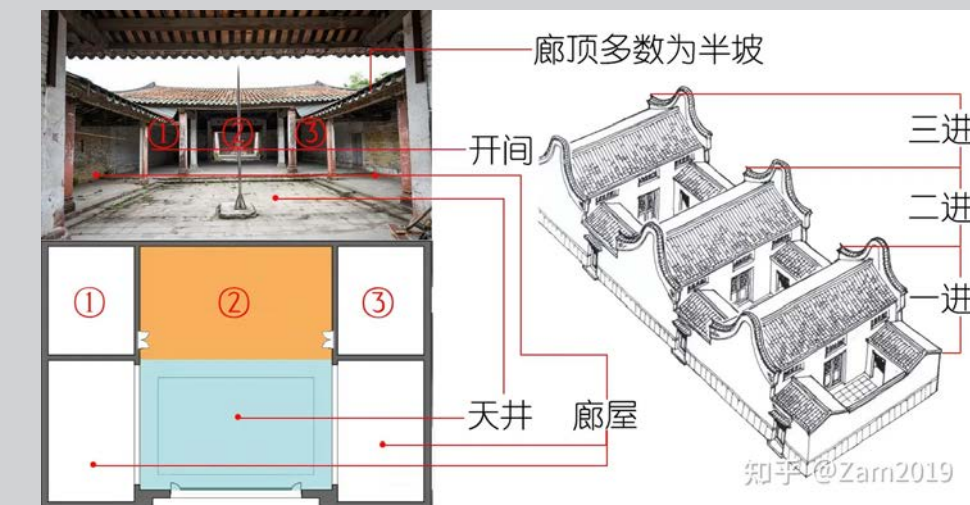 廊顶多数为半坡
①
②
③
开间
三进
二进
一进
①
②
③
天井
廊屋
知乎 @Zam2019